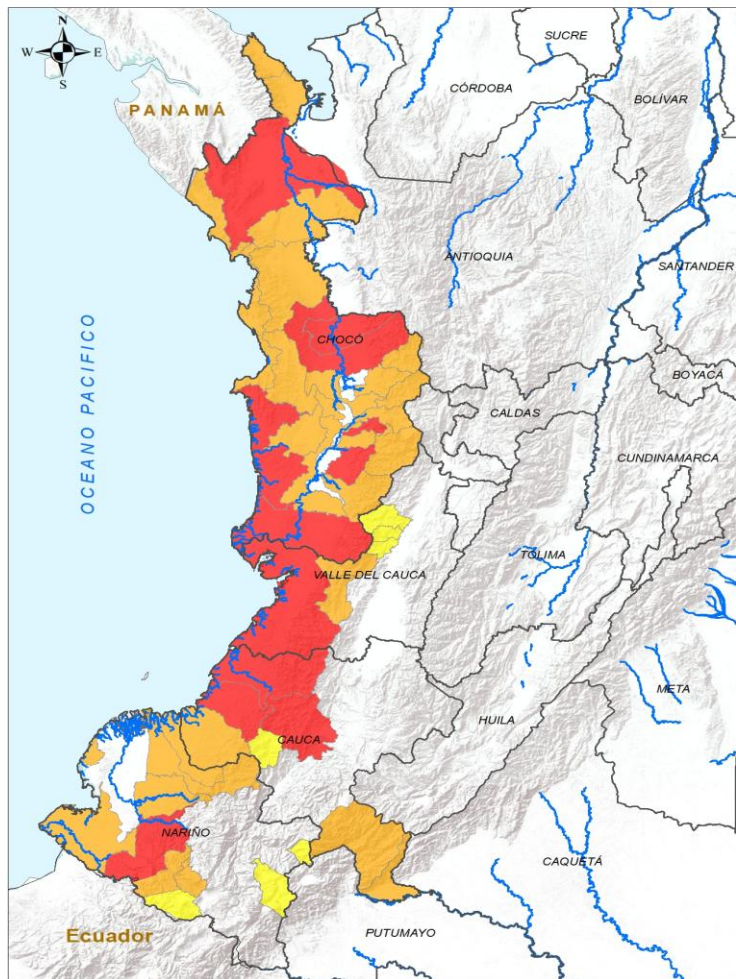 N
W E
S
PANAMÁ
SUCRE
CÓRDOBA
BOLÍVAR
ANTIOQUIA
SANTANDER
OCEANO PACIFICO
CHOCÓ
BOYACÁ
CALDAS
CUNDINAMARCA
TOLIMA
VALLE DEL CAUCA
META
HUILA
CAUCA
NARIÑO
CAQUETÁ
PUTUMAYO
Ecuador